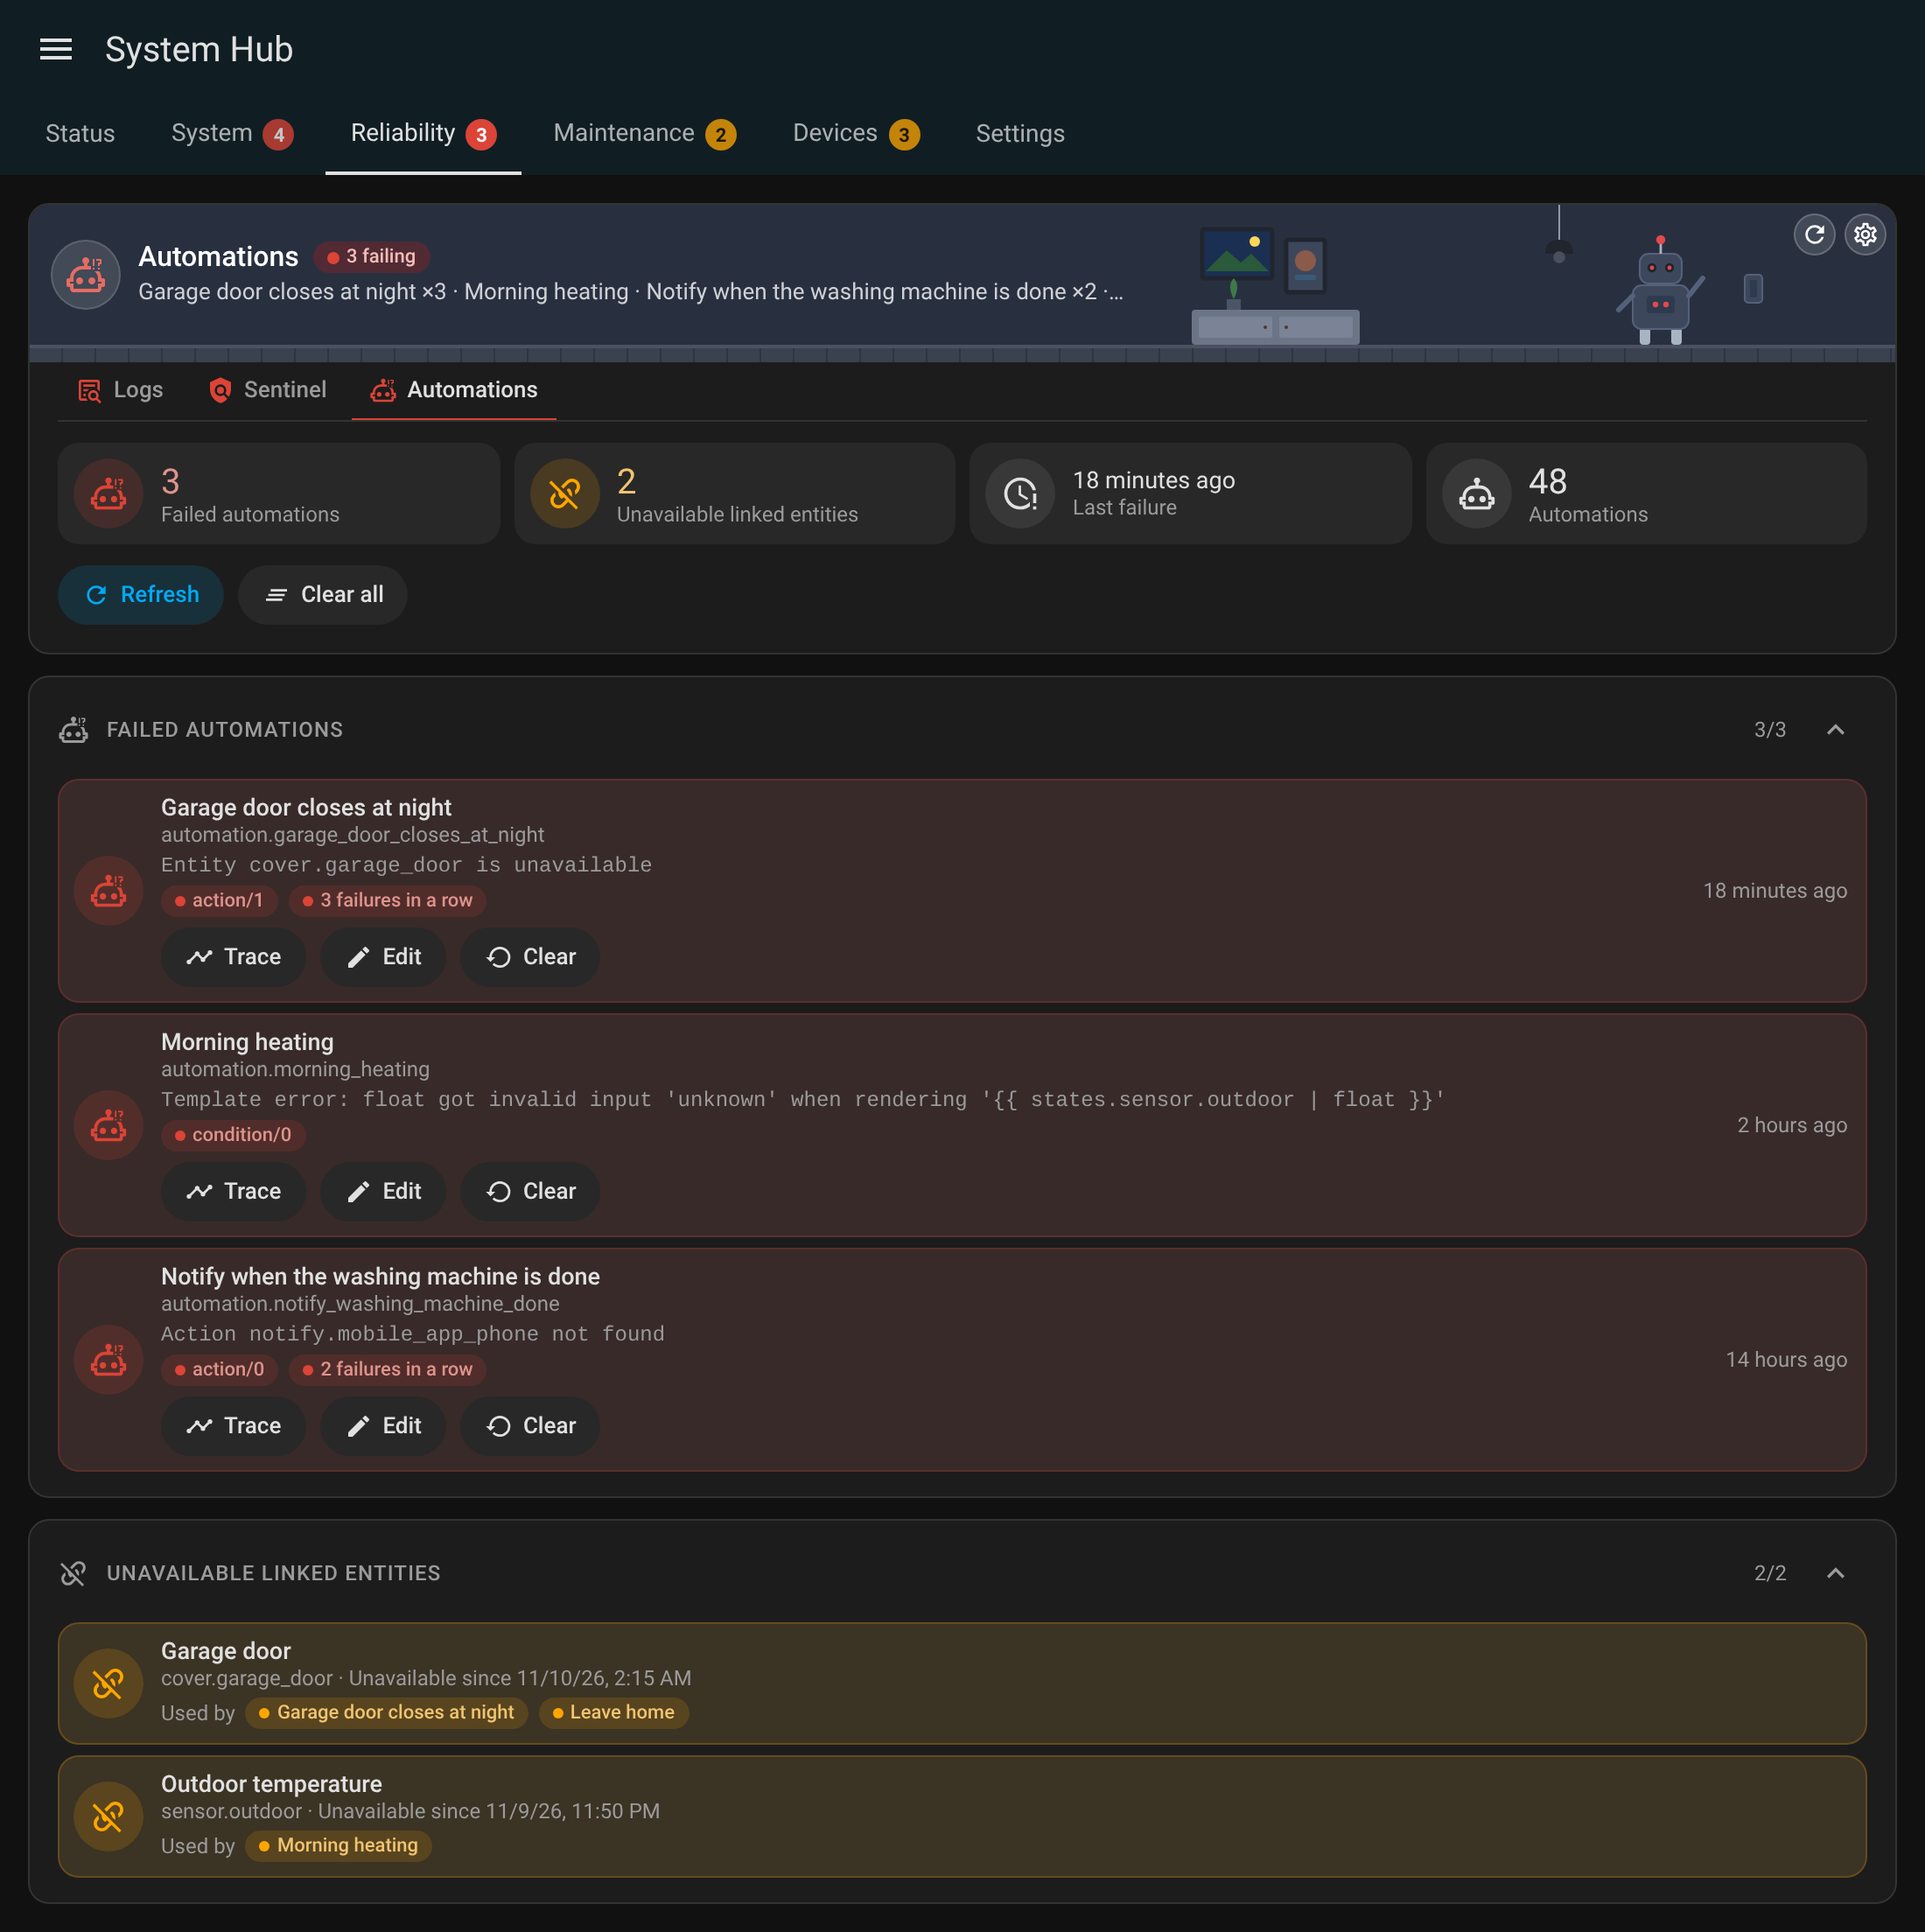 System Hub
Status
System 4
Reliability 3
Maintenance 2
Devices 3
Settings
Automations
3 failing
Garage door closes at night ×3 · Morning heating · Notify when the washing machine is done ×2 ·…
Logs
Sentinel
Automations
3
Failed automations
2
Unavailable linked entities
18 minutes ago
Last failure
48
Automations
Refresh
Clear all
FAILED AUTOMATIONS
3/3
Garage door closes at night
automation.garage_door_closes_at_night
Entity cover.garage_door is unavailable
action/1
3 failures in a row
18 minutes ago
Trace
Edit
Clear
Morning heating
automation.morning_heating
Template error: float got invalid input 'unknown' when rendering '{{ states.sensor.outdoor | float }}'
condition/0
2 hours ago
Trace
Edit
Clear
Notify when the washing machine is done
automation.notify_washing_machine_done
Action notify.mobile_app_phone not found
action/0
2 failures in a row
14 hours ago
Trace
Edit
Clear
UNAVAILABLE LINKED ENTITIES
2/2
Garage door
cover.garage_door · Unavailable since 11/10/26, 2:15 AM
Used by
Garage door closes at night
Leave home
Outdoor temperature
sensor.outdoor · Unavailable since 11/9/26, 11:50 PM
Used by
Morning heating